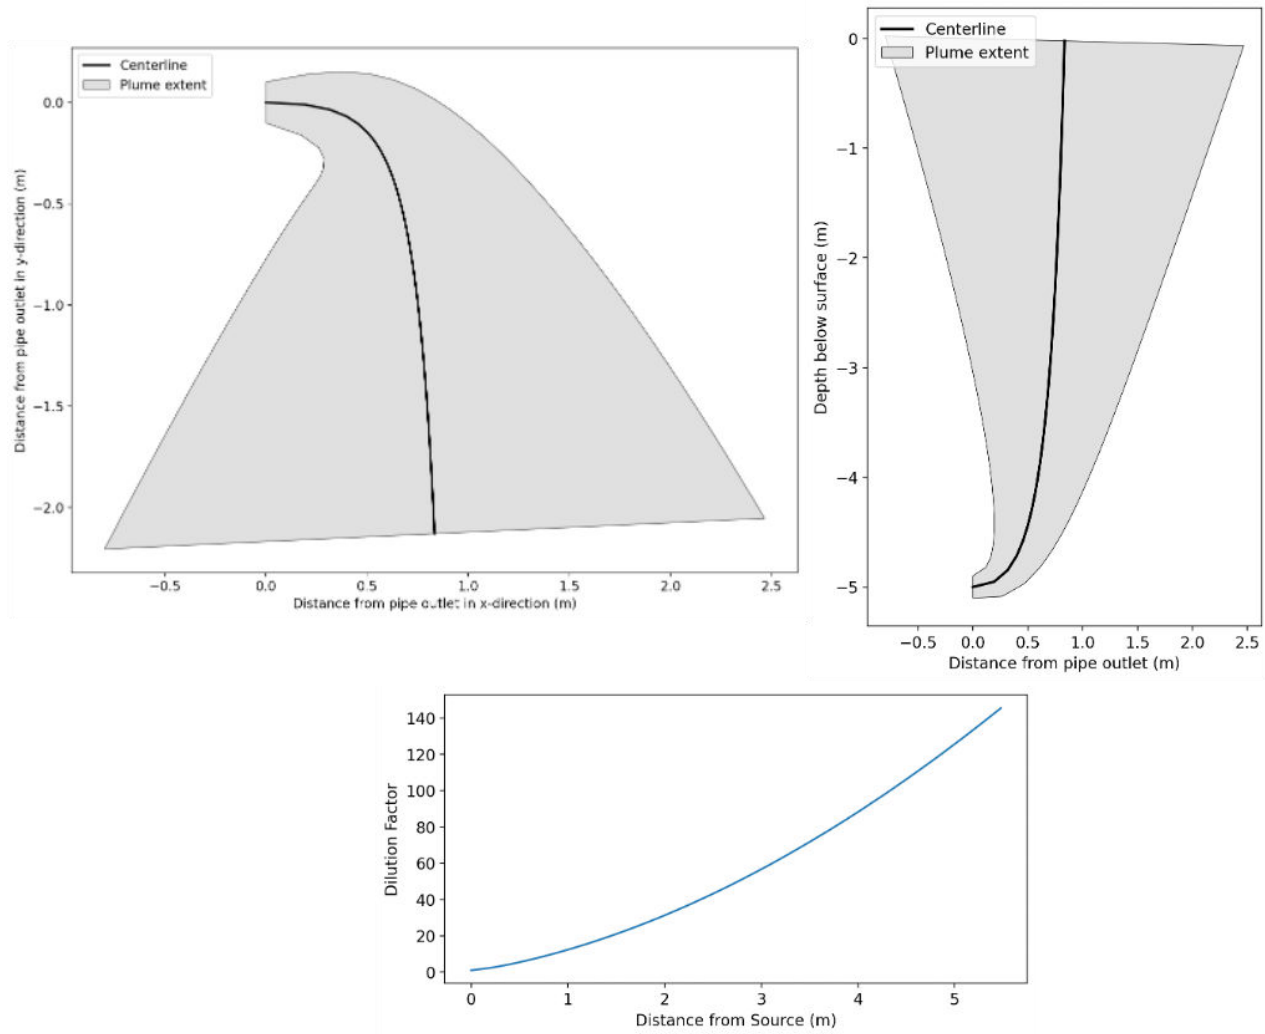 Centerline
Plume extent
0.0
−0.5
−1.0
−1.5
−2.0
Distance from pipe outlet in y-direction (m)
−0.5 0.0 0.5 1.0 1.5 2.0 2.5
Distance from pipe outlet in x-direction (m)
Centerline
Plume extent
0
−1
−2
−3
−4
−5
Depth below surface (m)
−0.5 0.0 0.5 1.0 1.5 2.0 2.5
Distance from pipe outlet (m)
140
120
100
80
60
40
20
0
Dilution Factor
0 1 2 3 4 5
Distance from Source (m)